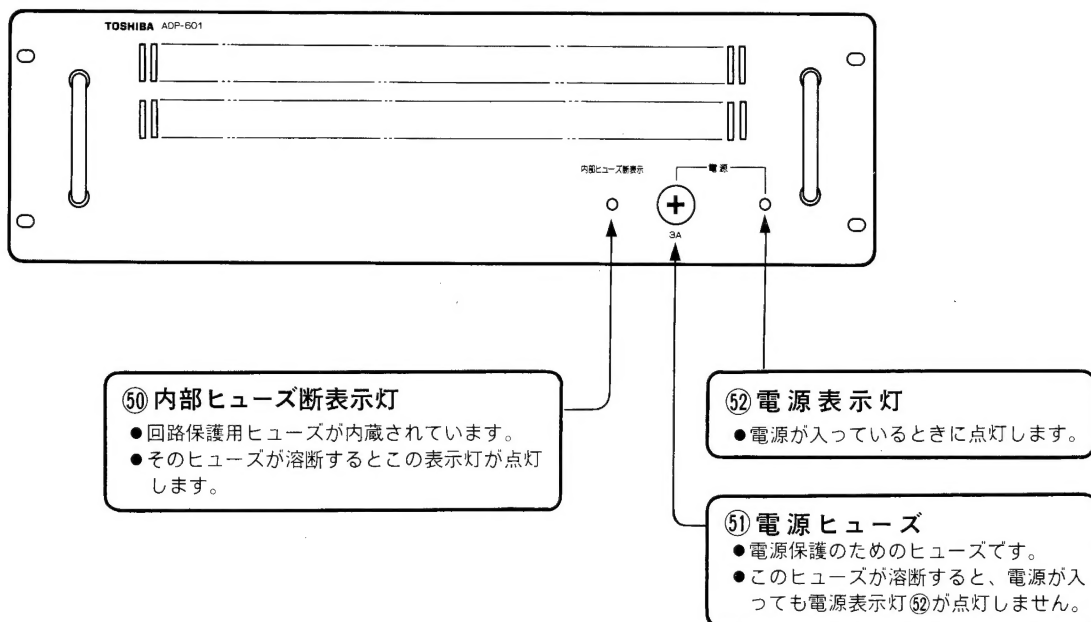 TOSHIBA ADP-601
内部ヒューズ断表示
電源
3A
㊿内部ヒューズ断表示灯
●回路保護用ヒューズが内蔵されています。
●そのヒューズが溶断するとこの表示灯が点灯
します。
52 電源表示灯
●電源が入っているときに点灯します。
51 電源ヒューズ
●電源保護のためのヒューズです。
●このヒューズが溶断すると、電源が入
っても電源表示灯52が点灯しません。